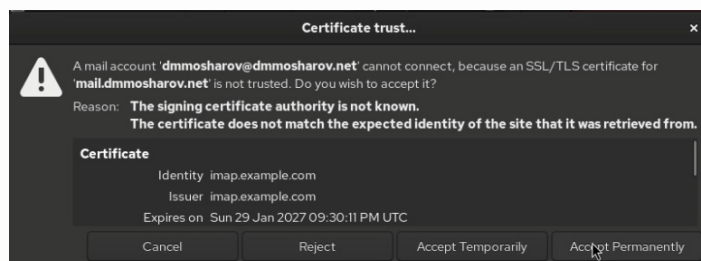 Certificate trust...
×
A mail account 'dmmosharov@dmmosharov.net' cannot connect, because an SSL/TLS certificate for
'mail.dmmosharov.net' is not trusted. Do you wish to accept it?
Reason: The signing certificate authority is not known.
The certificate does not match the expected identity of the site that it was retrieved from.
Certificate
Identity imap.example.com
Issuer imap.example.com
Expires on Sun 29 Jan 2027 09:30:11 PM UTC
Cancel Reject Accept Temporarily Accept Permanently